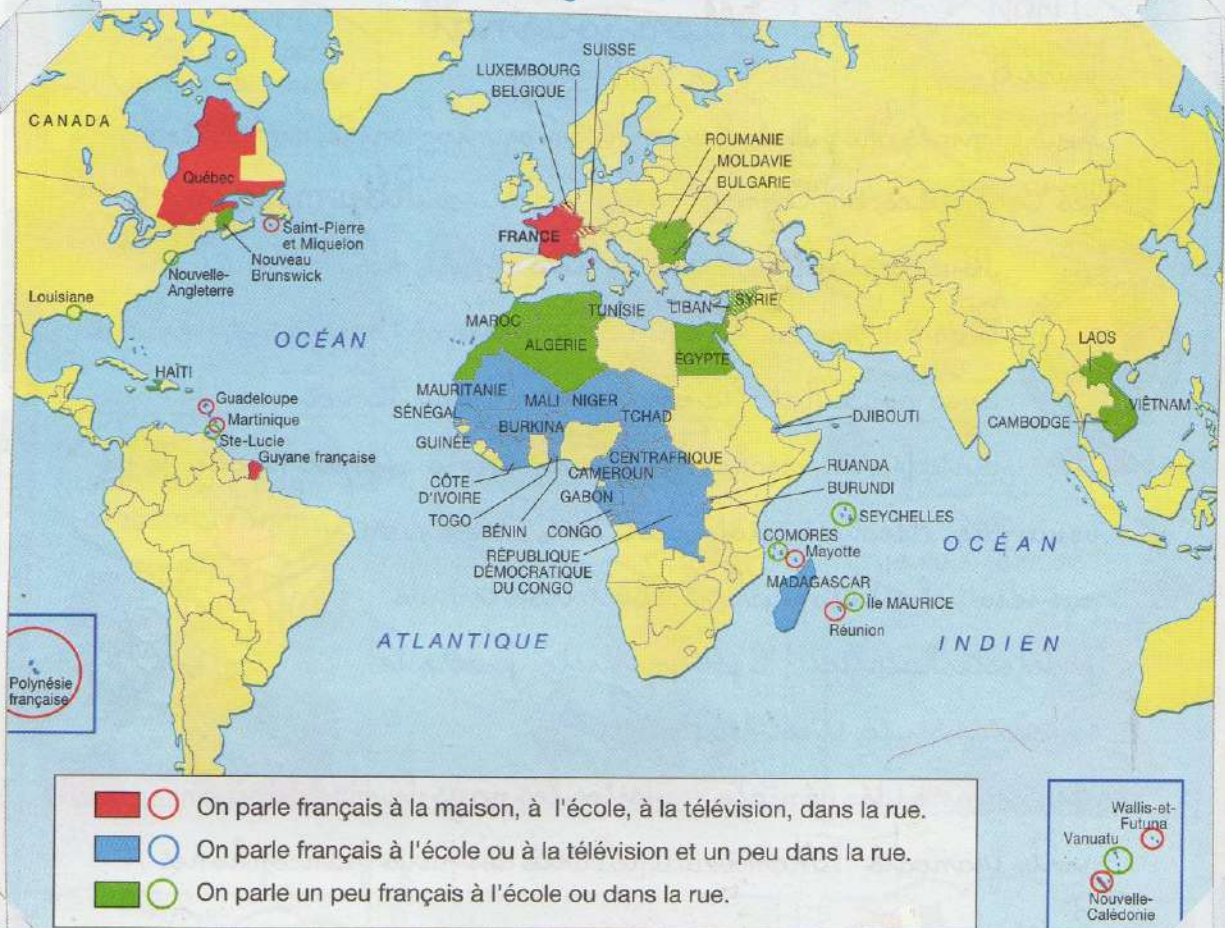 SUISSE
LUXEMBOURG
BELGIQUE
CANADA
ROUMANIE
MOLDAVIE
BULGARIE
Québec
FRANCE
Saint-Pierre
et Miquelon
Nouveau
Brunswick
Nouvelle-
Angleterre
Louisiane
OCÉAN
MAROC
TUNÏSIE
LIBAN
SYRIE
ALGÉRIE
ÉGYPTE
LAOS
HAÏTI
Guadeloupe
Martinique
Ste-Lucie
Guyane française
MAURITANIE
MALI
NIGER
SÉNÉGAL
TCHAD
BURKINA
GUINÉE
DJIBOUTI
VIÊTNAM
CAMBODGE
CENTRAFRIQUE
CÔTE
D'IVOIRE
CAMEROUN
RUANDA
GABON
BURUNDI
TOGO
BÉNIN
CONGO
SEYCHELLES
RÉPUBLIQUE
DÉMOCRATIQUE
DU CONGO
COMORES
Mayotte
OCÉAN
MADAGASCAR
Île MAURICE
Réunion
ATLANTIQUE
INDIEN
Polynésie
française
On parle français à la maison, à l'école, à la télévision, dans la rue.
On parle français à l'école ou à la télévision et un peu dans la rue.
On parle un peu français à l'école ou dans la rue.
Wallis-et-
Futuna
Vanuatu
Nouvelle-
Calédonie